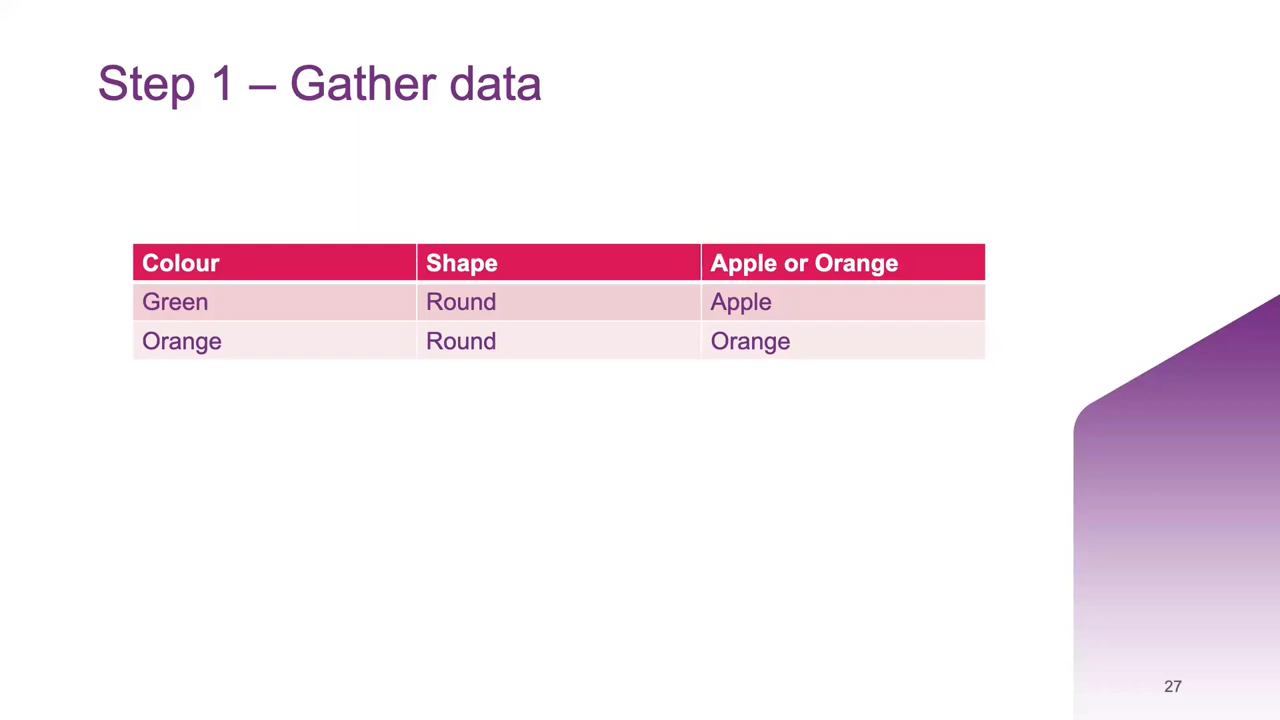 Step 1 – Gather data
Colour Shape Apple or Orange
Green Round Apple
Orange Round Orange
27